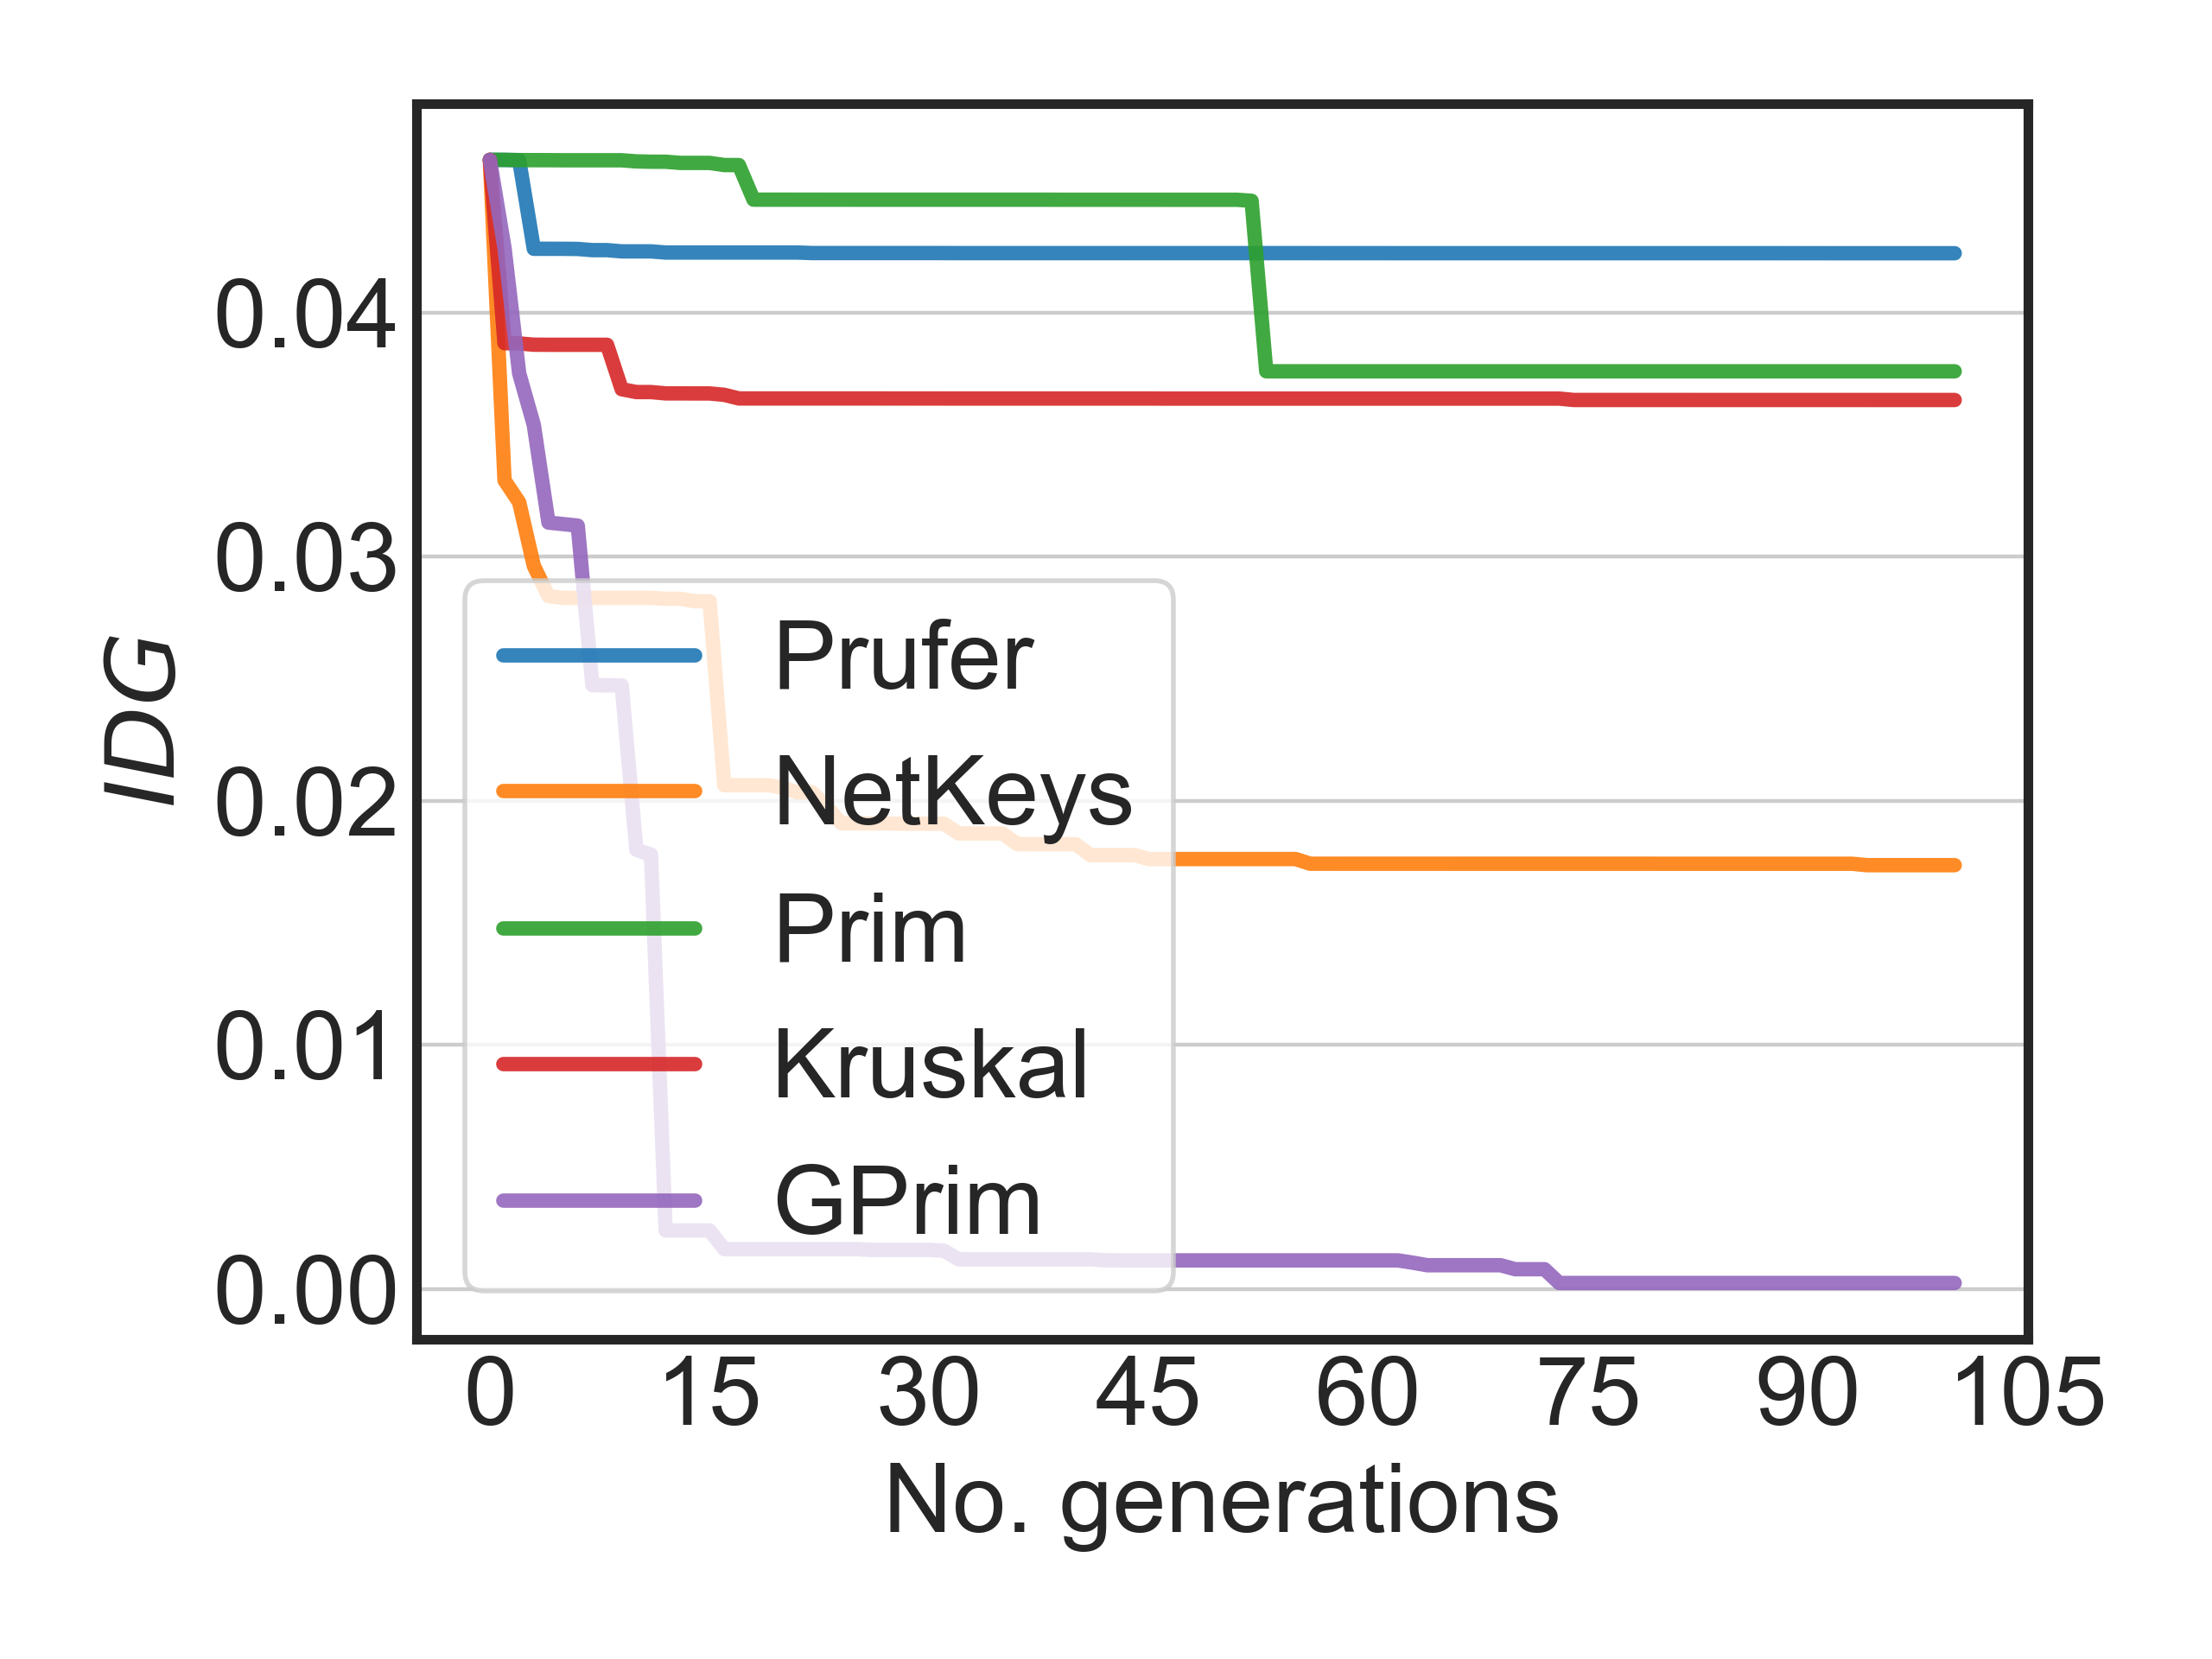 0.04
0.03
0.02
0.01
0.00
IDG
Prufer
NetKeys
Prim
Kruskal
GPrim
0 15 30 45 60 75 90 105
No. generations